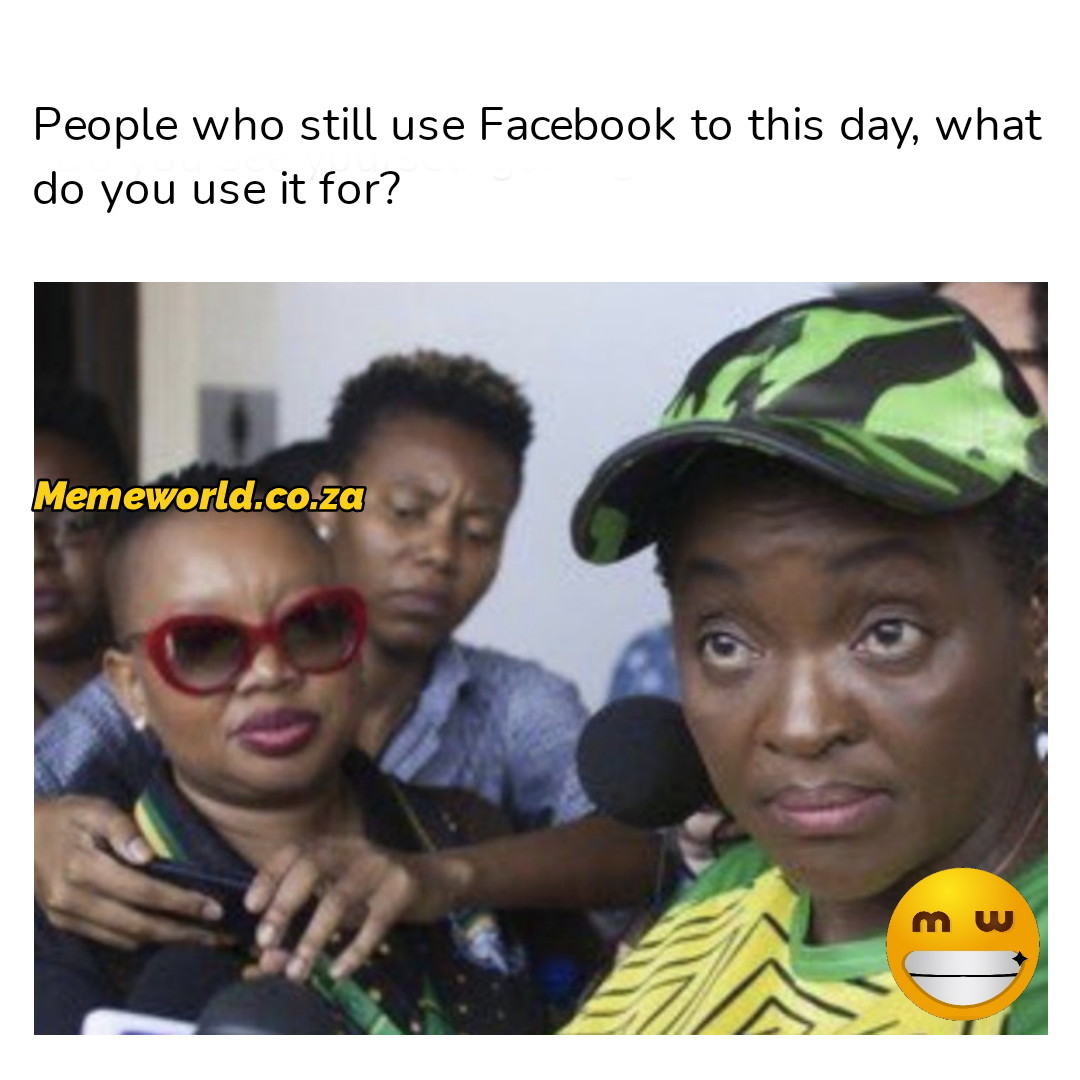 People who still use Facebook to this day, what
do you use it for?
Memeworld.co.za
m w